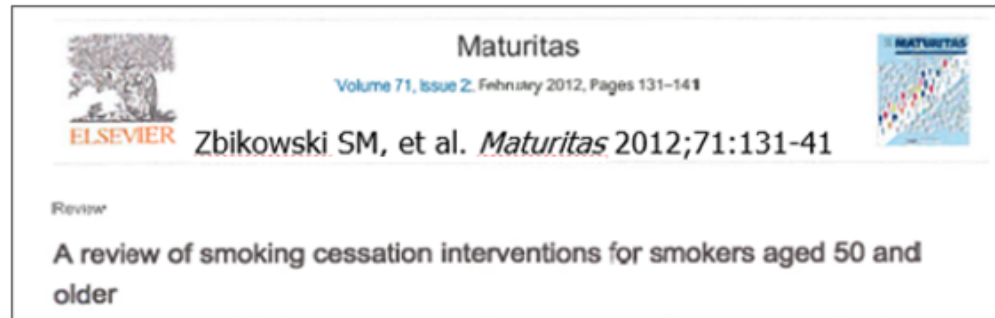 Maturitas
MATURITAS
Volume 71, Issue 2, February 2012, Pages 131–141
ELSEVIER
Zbikowski SM, et al. Maturitas 2012;71:131-41
Review
A review of smoking cessation interventions for smokers aged 50 and
older